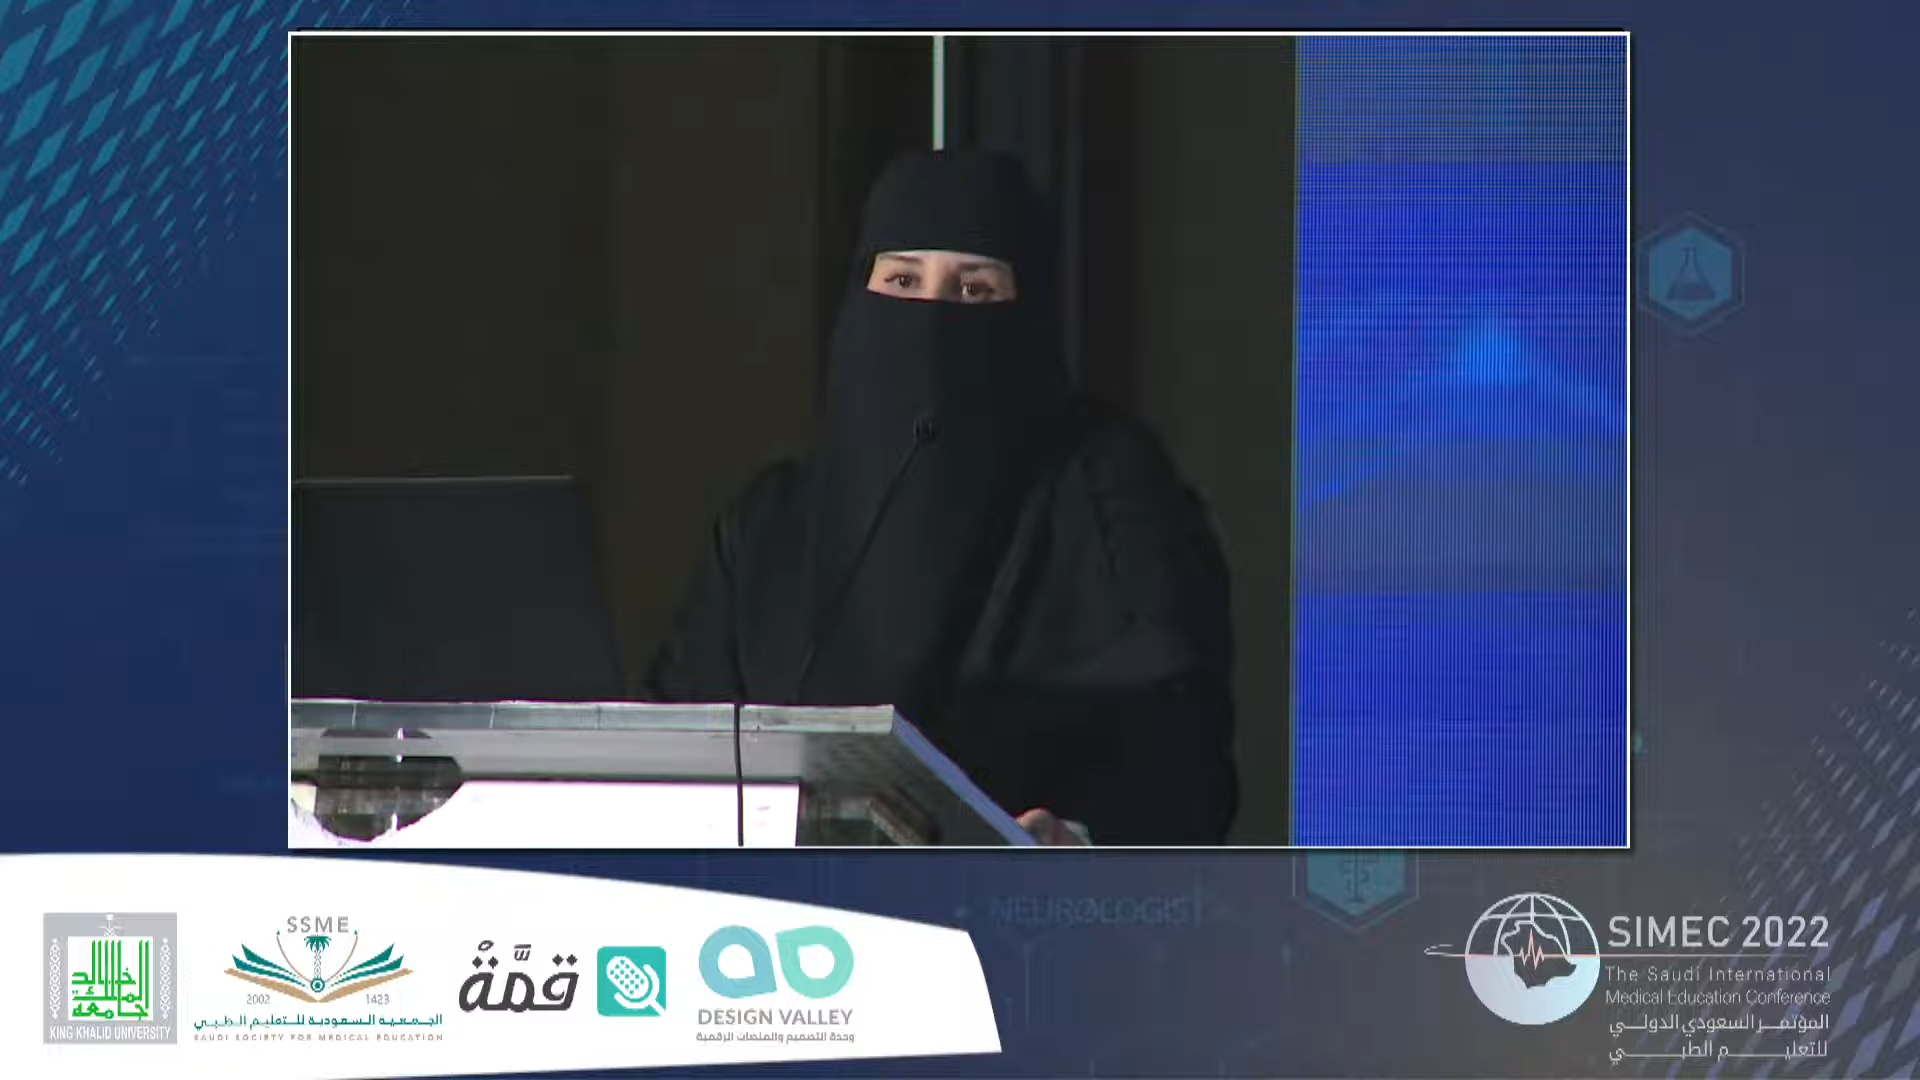 NEUROLOGIST
جامعة
الملك
خالد
KING KHALID UNIVERSITY
SSME
2002 1423
الجمعية السعودية للتعليم الطبي
SAUDI SOCIETY FOR MEDICAL EDUCATION
قمَّةْ
DESIGN VALLEY
وحدة التصميم والمنصات الرقمية
SIMEC 2022
The Saudi International
Medical Education Conference
المؤتمر السعودي الدولي
للتعليم الطبي